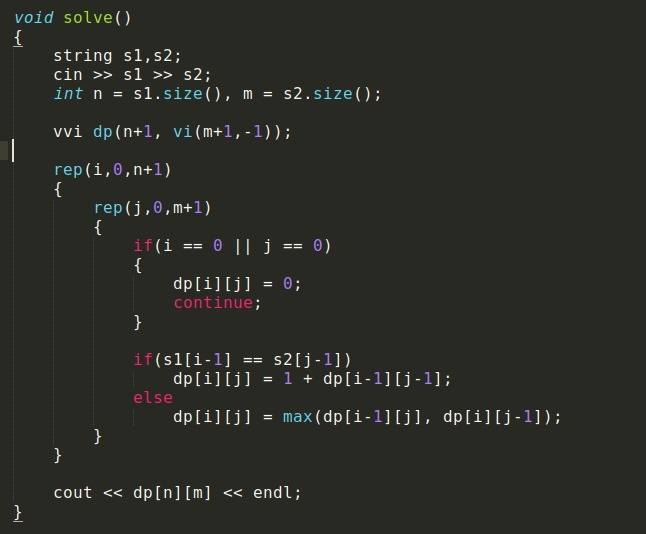 void solve()
{
    string s1,s2;
    cin >> s1 >> s2;
    int n = s1.size(), m = s2.size();
    vvi dp(n+1, vi(m+1,-1));
    rep(i,0,n+1)
    {
        rep(j,0,m+1)
        {
            if(i == 0 || j == 0)
            {
                dp[i][j] = 0;
                continue;
            }
            if(s1[i-1] == s2[j-1])
                dp[i][j] = 1 + dp[i-1][j-1];
            else
                dp[i][j] = max(dp[i-1][j], dp[i][j-1]);
        }
    }
    cout << dp[n][m] << endl;
}